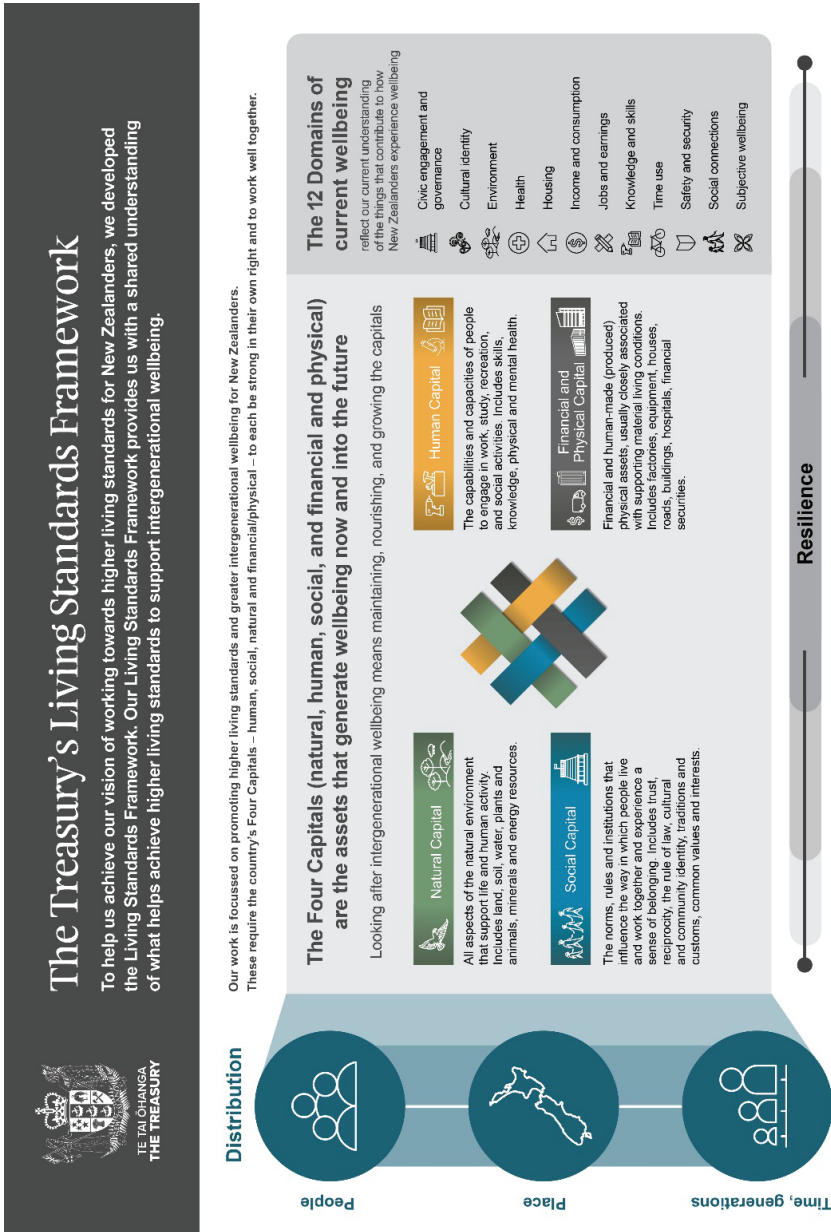 TE TAI ŌHANGA
THE TREASURY
The Treasury's Living Standards Framework
To help us achieve our vision of working towards higher living standards for New Zealanders, we developed
the Living Standards Framework. Our Living Standards Framework provides us with a shared understanding
of what helps achieve higher living standards to support intergenerational wellbeing.
Our work is focussed on promoting higher living standards and greater intergenerational wellbeing for New Zealanders.
These require the country's Four Capitals – human, social, natural and financial/physical – to each be strong in their own right and to work well together.
Distribution
People
Place
Time, generations
The Four Capitals (natural, human, social, and financial and physical)
are the assets that generate wellbeing now and into the future
Looking after intergenerational wellbeing means maintaining, nourishing, and growing the capitals
Natural Capital
All aspects of the natural environment
that support life and human activity.
Includes land, soil, water, plants and
animals, minerals and energy resources.
Human Capital
The capabilities and capacities of people
to engage in work, study, recreation,
and social activities. Includes skills,
knowledge, physical and mental health.
Social Capital
The norms, rules and institutions that
influence the way in which people live
and work together and experience a
sense of belonging. Includes trust,
reciprocity, the rule of law, cultural
and community identity, traditions and
customs, common values and interests.
Financial and
Physical Capital
Financial and human-made (produced)
physical assets, usually closely associated
with supporting material living conditions.
Includes factories, equipment, houses,
roads, buildings, hospitals, financial
securities.
The 12 Domains of
current wellbeing
reflect our current understanding
of the things that contribute to how
New Zealanders experience wellbeing
Civic engagement and
governance
Cultural identity
Environment
Health
Housing
Income and consumption
Jobs and earnings
Knowledge and skills
Time use
Safety and security
Social connections
Subjective wellbeing
Resilience